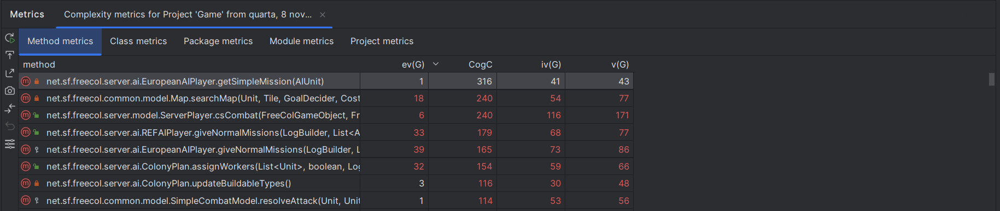 Metrics Complexity metrics for Project 'Game' from quarta, 8 nov... ×
Method metrics Class metrics Package metrics Module metrics Project metrics
method ev(G) CogC iv(G) v(G)
m net.sf.freecol.server.ai.EuropeanAIPlayer.getSimpleMission(AIUnit) 1 316 41 43
m net.sf.freecol.common.model.Map.searchMap(Unit, Tile, GoalDecider, Cost 18 240 54 77
m net.sf.freecol.server.model.ServerPlayer.csCombat(FreeColGameObject, Fr 6 240 116 171
m net.sf.freecol.server.ai.REFAIPlayer.giveNormalMissions(LogBuilder, List<A 33 179 68 77
m net.sf.freecol.server.ai.EuropeanAIPlayer.giveNormalMissions(LogBuilder, L 39 165 73 86
m net.sf.freecol.server.ai.ColonyPlan.assignWorkers(List<Unit>, boolean, Log 32 154 59 66
m net.sf.freecol.server.ai.ColonyPlan.updateBuildableTypes() 3 116 30 48
m net.sf.freecol.common.model.SimpleCombatModel.resolveAttack(Unit, Unit 1 114 53 56